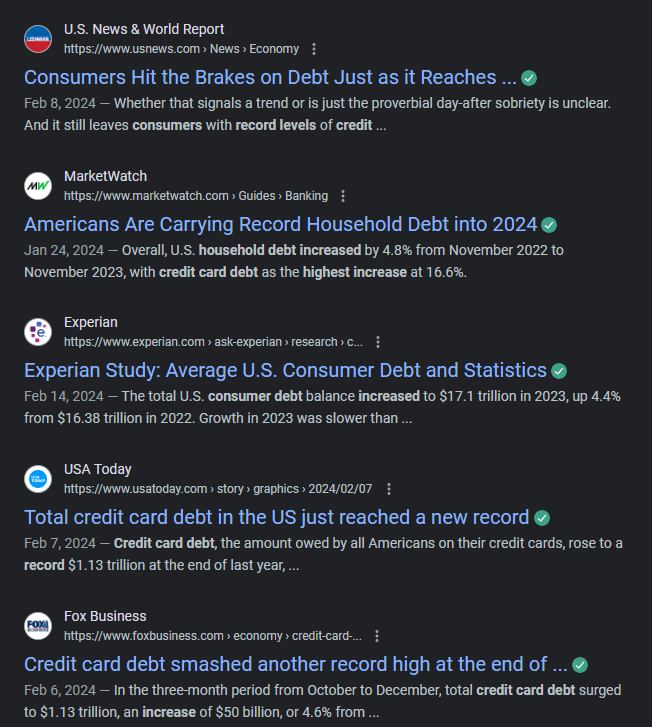 U.S. News & World Report
https://www.usnews.com › News › Economy
Consumers Hit the Brakes on Debt Just as it Reaches ...
Feb 8, 2024 — Whether that signals a trend or is just the proverbial day-after sobriety is unclear.
And it still leaves consumers with record levels of credit ...
MarketWatch
https://www.marketwatch.com › Guides › Banking
Americans Are Carrying Record Household Debt into 2024
Jan 24, 2024 — Overall, U.S. household debt increased by 4.8% from November 2022 to
November 2023, with credit card debt as the highest increase at 16.6%.
Experian
https://www.experian.com › ask-experian › research › c...
Experian Study: Average U.S. Consumer Debt and Statistics
Feb 14, 2024 — The total U.S. consumer debt balance increased to $17.1 trillion in 2023, up 4.4%
from $16.38 trillion in 2022. Growth in 2023 was slower than ...
USA Today
https://www.usatoday.com › story › graphics › 2024/02/07
Total credit card debt in the US just reached a new record
Feb 7, 2024 — Credit card debt, the amount owed by all Americans on their credit cards, rose to a
record $1.13 trillion at the end of last year, ...
Fox Business
https://www.foxbusiness.com › economy › credit-card-...
Credit card debt smashed another record high at the end of ...
Feb 6, 2024 — In the three-month period from October to December, total credit card debt surged
to $1.13 trillion, an increase of $50 billion, or 4.6% from ...